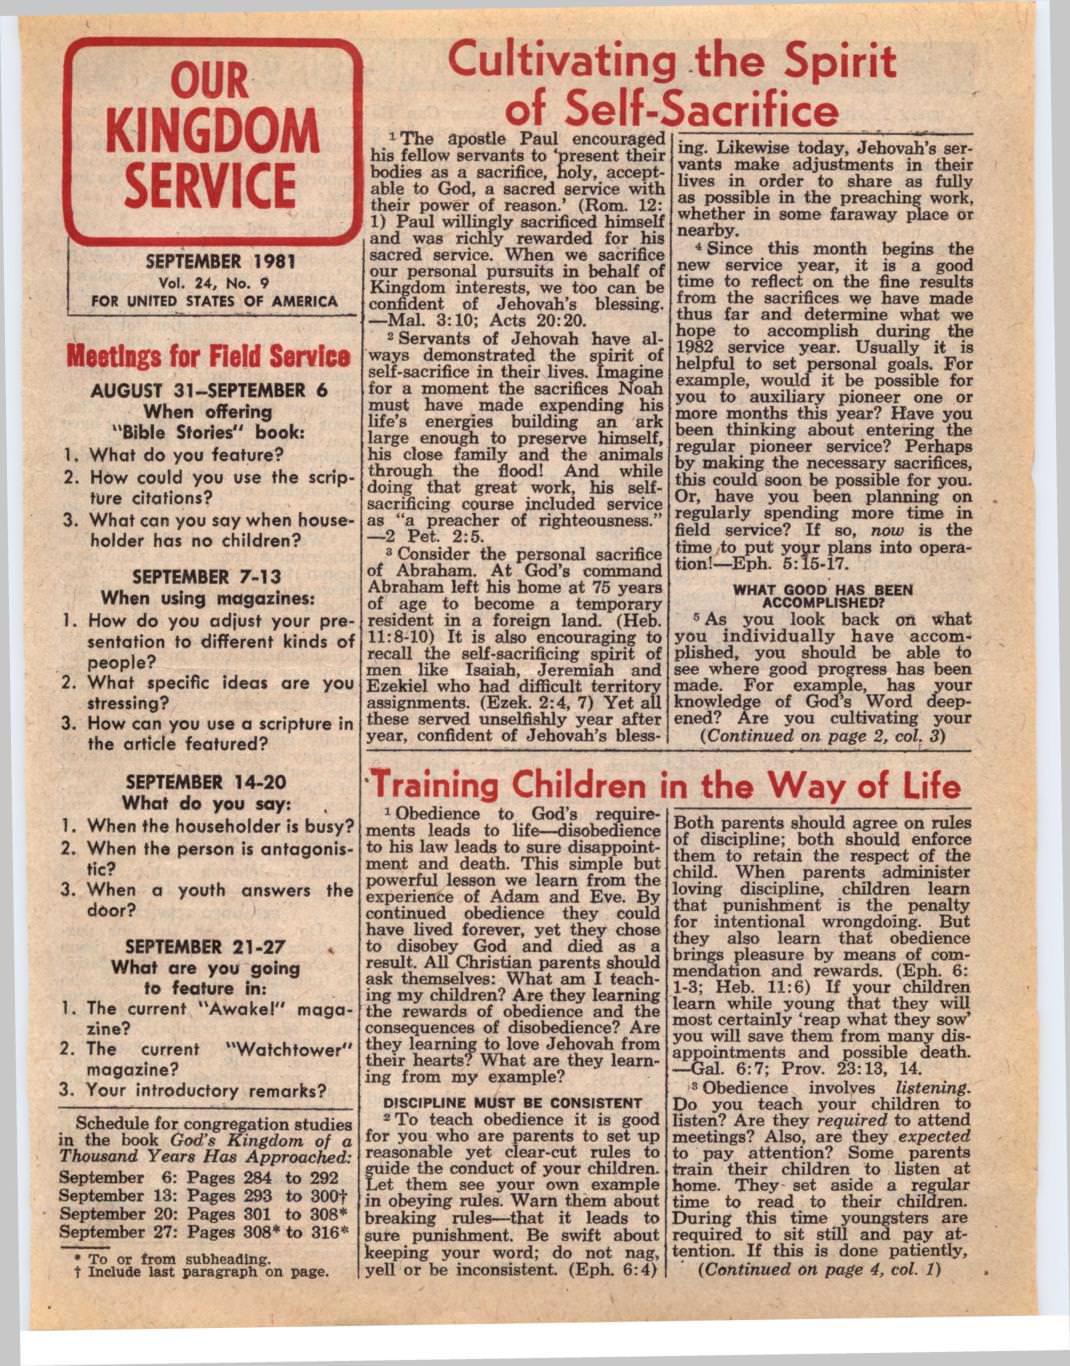 OUR
KINGDOM
SERVICE
SEPTEMBER 1981
Vol. 24, No. 9
FOR UNITED STATES OF AMERICA
Meetings for Field Service
AUGUST 31–SEPTEMBER 6
When offering
"Bible Stories" book:
1. What do you feature?
2. How could you use the scrip-
ture citations?
3. What can you say when house-
holder has no children?
SEPTEMBER 7-13
When using magazines:
1. How do you adjust your pre-
sentation to different kinds of
people?
2. What specific ideas are you
stressing?
3. How can you use a scripture in
the article featured?
SEPTEMBER 14-20
What do you say:
1. When the householder is busy?
2. When the person is antagonis-
tic?
3. When a youth answers the
door?
SEPTEMBER 21-27
What are you going
to feature in:
1. The current "Awake!" maga-
zine?
2. The current "Watchtower"
magazine?
3. Your introductory remarks?
Schedule for congregation studies
in the book God's Kingdom of a
Thousand Years Has Approached:
September 6: Pages 284 to 292
September 13: Pages 293 to 300†
September 20: Pages 301 to 308*
September 27: Pages 308* to 316*
* To or from subheading.
† Include last paragraph on page.
Cultivating the Spirit
of Self-Sacrifice
1 The apostle Paul encouraged
his fellow servants to 'present their
bodies as a sacrifice, holy, accept-
able to God, a sacred service with
their power of reason.' (Rom. 12:
1) Paul willingly sacrificed himself
and was richly rewarded for his
sacred service. When we sacrifice
our personal pursuits in behalf of
Kingdom interests, we too can be
confident of Jehovah's blessing.
—Mal. 3:10; Acts 20:20.
2 Servants of Jehovah have al-
ways demonstrated the spirit of
self-sacrifice in their lives. Imagine
for a moment the sacrifices Noah
must have made expending his
life's energies building an ark
large enough to preserve himself,
his close family and the animals
through the flood! And while
doing that great work, his self-
sacrificing course included service
as "a preacher of righteousness."
—2 Pet. 2:5.
3 Consider the personal sacrifice
of Abraham. At God's command
Abraham left his home at 75 years
of age to become a temporary
resident in a foreign land. (Heb.
11:8-10) It is also encouraging to
recall the self-sacrificing spirit of
men like Isaiah, Jeremiah and
Ezekiel who had difficult territory
assignments. (Ezek. 2:4, 7) Yet all
these served unselfishly year after
year, confident of Jehovah's bless-
ing. Likewise today, Jehovah's ser-
vants make adjustments in their
lives in order to share as fully
as possible in the preaching work,
whether in some faraway place or
nearby.
4 Since this month begins the
new service year, it is a good
time to reflect on the fine results
from the sacrifices we have made
thus far and determine what we
hope to accomplish during the
1982 service year. Usually it is
helpful to set personal goals. For
example, would it be possible for
you to auxiliary pioneer one or
more months this year? Have you
been thinking about entering the
regular pioneer service? Perhaps
by making the necessary sacrifices,
this could soon be possible for you.
Or, have you been planning on
regularly spending more time in
field service? If so, now is the
time to put your plans into opera-
tion!—Eph. 5:15-17.
WHAT GOOD HAS BEEN
ACCOMPLISHED?
5 As you look back on what
you individually have accom-
plished, you should be able to
see where good progress has been
made. For example, has your
knowledge of God's Word deep-
ened? Are you cultivating your
(Continued on page 2, col. 3)
Training Children in the Way of Life
1 Obedience to God's require-
ments leads to life—disobedience
to his law leads to sure disappoint-
ment and death. This simple but
powerful lesson we learn from the
experience of Adam and Eve. By
continued obedience they could
have lived forever, yet they chose
to disobey God and died as a
result. All Christian parents should
ask themselves: What am I teach-
ing my children? Are they learning
the rewards of obedience and the
consequences of disobedience? Are
they learning to love Jehovah from
their hearts? What are they learn-
ing from my example?
DISCIPLINE MUST BE CONSISTENT
2 To teach obedience it is good
for you who are parents to set up
reasonable yet clear-cut rules to
guide the conduct of your children.
Let them see your own example
in obeying rules. Warn them about
breaking rules—that it leads to
sure punishment. Be swift about
keeping your word; do not nag,
yell or be inconsistent. (Eph. 6:4)
Both parents should agree on rules
of discipline; both should enforce
them to retain the respect of the
child. When parents administer
loving discipline, children learn
that punishment is the penalty
for intentional wrongdoing. But
they also learn that obedience
brings pleasure by means of com-
mendation and rewards. (Eph. 6:
1-3; Heb. 11:6) If your children
learn while young that they will
most certainly 'reap what they sow'
you will save them from many dis-
appointments and possible death.
—Gal. 6:7; Prov. 23:13, 14.
3 Obedience involves listening.
Do you teach your children to
listen? Are they required to attend
meetings? Also, are they expected
to pay attention? Some parents
train their children to listen at
home. They set aside a regular
time to read to their children.
During this time youngsters are
required to sit still and pay at-
tention. If this is done patiently,
(Continued on page 4, col. 1)